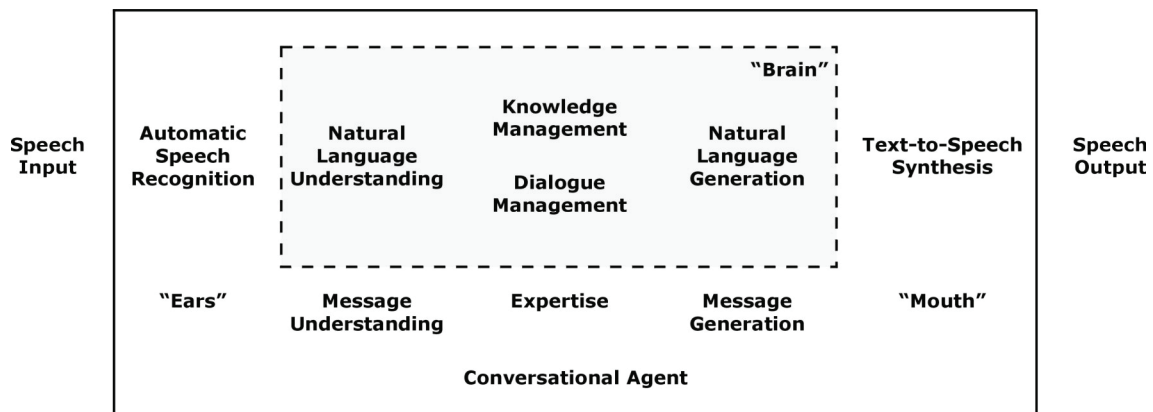 “Brain”
Speech
Input
Automatic
Speech
Recognition
Natural
Language
Understanding
Knowledge
Management
Dialogue
Management
Natural
Language
Generation
Text-to-Speech
Synthesis
Speech
Output
“Ears”
Message
Understanding
Expertise
Message
Generation
“Mouth”
Conversational Agent